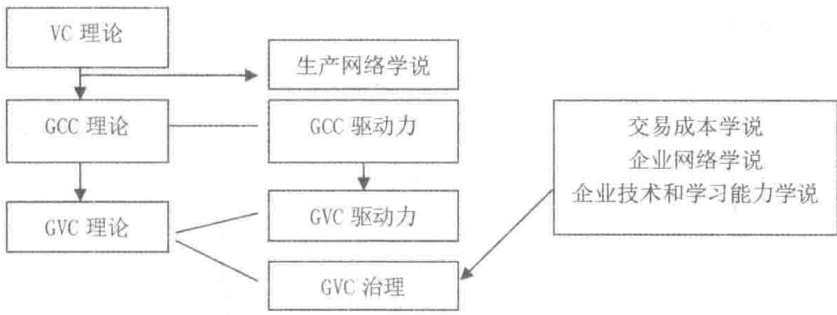 VC 理论
生产网络学说
GCC 理论
GCC 驱动力
交易成本学说
企业网络学说
企业技术和学习能力学说
GVC 理论
GVC 驱动力
GVC 治理